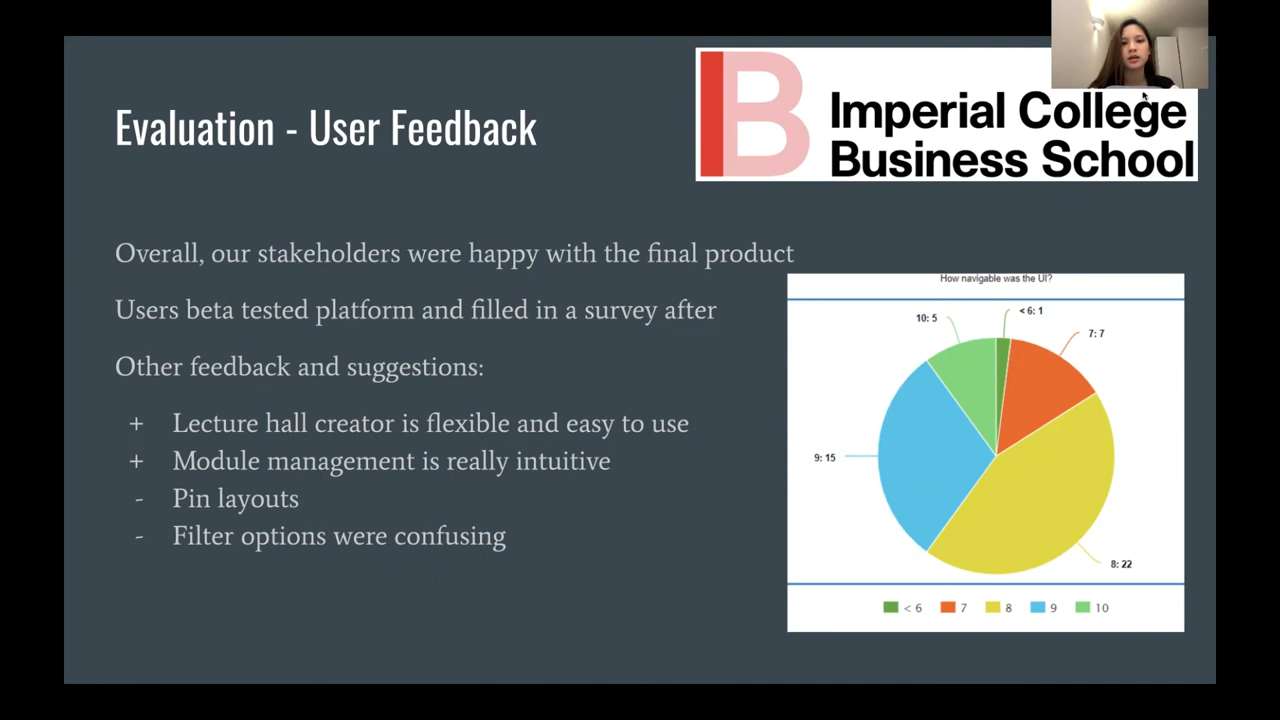 Evaluation - User Feedback
B Imperial College
Business School
Overall, our stakeholders were happy with the final product
Users beta tested platform and filled in a survey after
Other feedback and suggestions:
+ Lecture hall creator is flexible and easy to use
+ Module management is really intuitive
- Pin layouts
- Filter options were confusing
How navigable was the UI?
10: 5
< 6: 1
7: 7
9: 15
8: 22
< 6 7 8 9 10